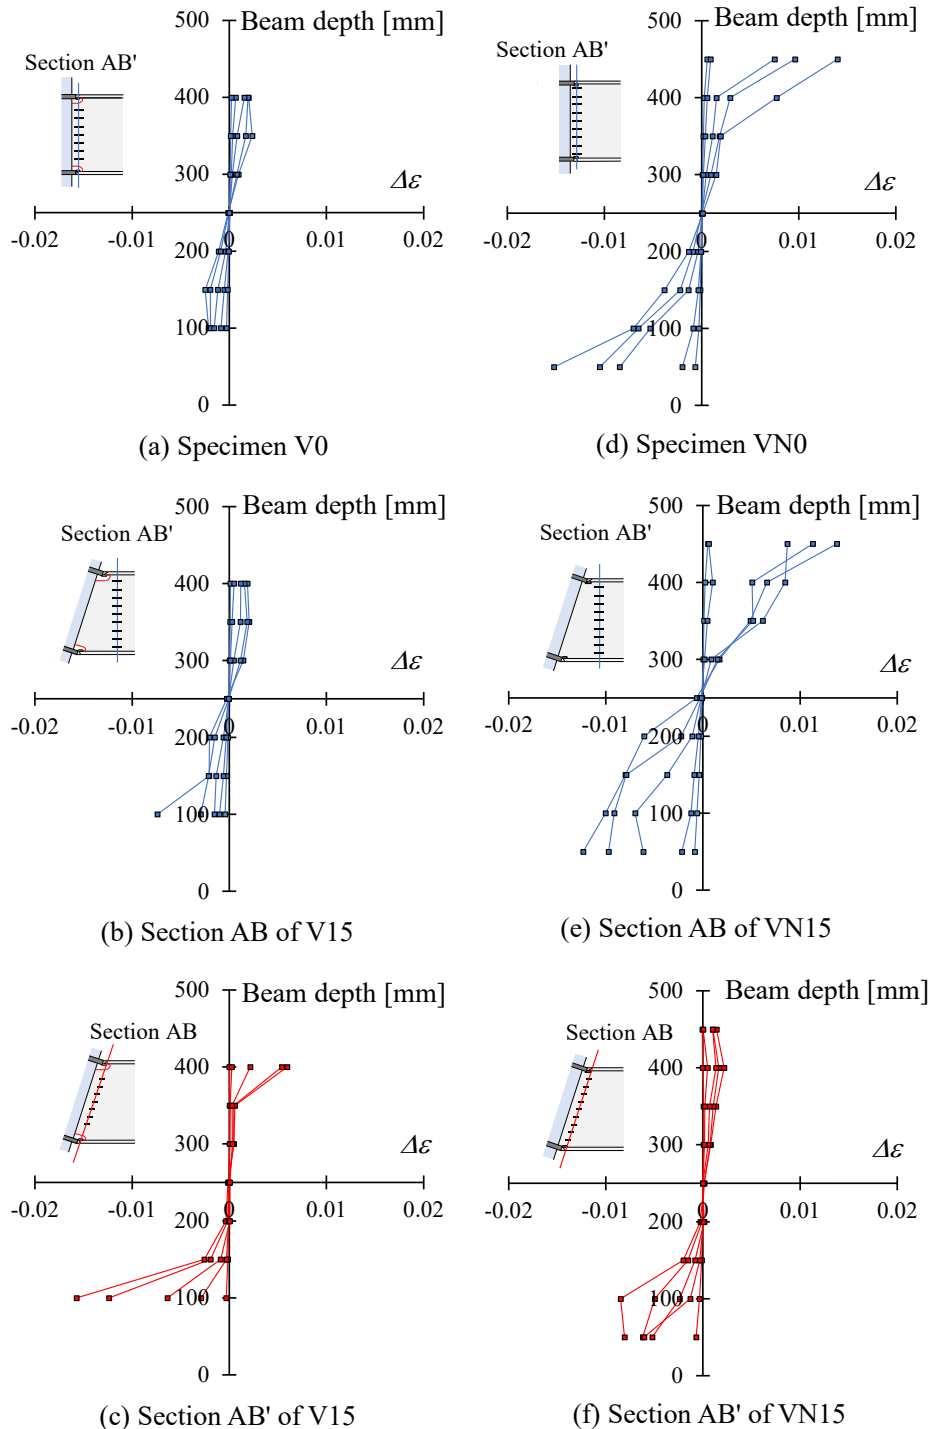 Beam depth [mm]
500
Section AB'
400
300
Δε
-0.02
-0.01
0
0.01
0.02
200
100
0
(a) Specimen V0
Beam depth [mm]
500
Section AB'
400
300
Δε
-0.02
-0.01
0
0.01
0.02
200
100
0
(d) Specimen VN0
500
Beam depth [mm]
Section AB'
400
300
Δε
-0.02
-0.01
0
0.01
0.02
200
100
0
(b) Section AB of V15
500
Beam depth [mm]
Section AB'
400
300
Δε
-0.02
-0.01
0
0.01
0.02
200
100
0
(e) Section AB of VN15
500
Beam depth [mm]
Section AB
400
300
Δε
-0.02
-0.01
0
0.01
0.02
200
100
0
(c) Section AB' of V15
500
Beam depth [mm]
Section AB
400
300
Δε
-0.02
-0.01
0
0.01
0.02
200
100
0
(f) Section AB' of VN15